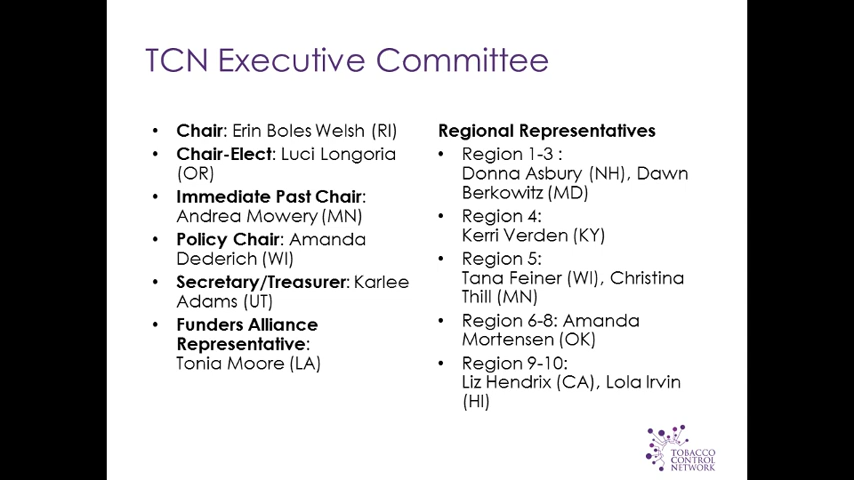 TCN Executive Committee
• Chair: Erin Boles Welsh (RI)
• Chair-Elect: Luci Longoria
(OR)
• Immediate Past Chair:
Andrea Mowery (MN)
• Policy Chair: Amanda
Dederich (WI)
• Secretary/Treasurer: Karlee
Adams (UT)
• Funders Alliance
Representative:
Tonia Moore (LA)
Regional Representatives
• Region 1-3 :
Donna Asbury (NH), Dawn
Berkowitz (MD)
• Region 4:
Kerri Verden (KY)
• Region 5:
Tana Feiner (WI), Christina
Thill (MN)
• Region 6-8: Amanda
Mortensen (OK)
• Region 9-10:
Liz Hendrix (CA), Lola Irvin
(HI)
TOBACCO
CONTROL
NETWORK